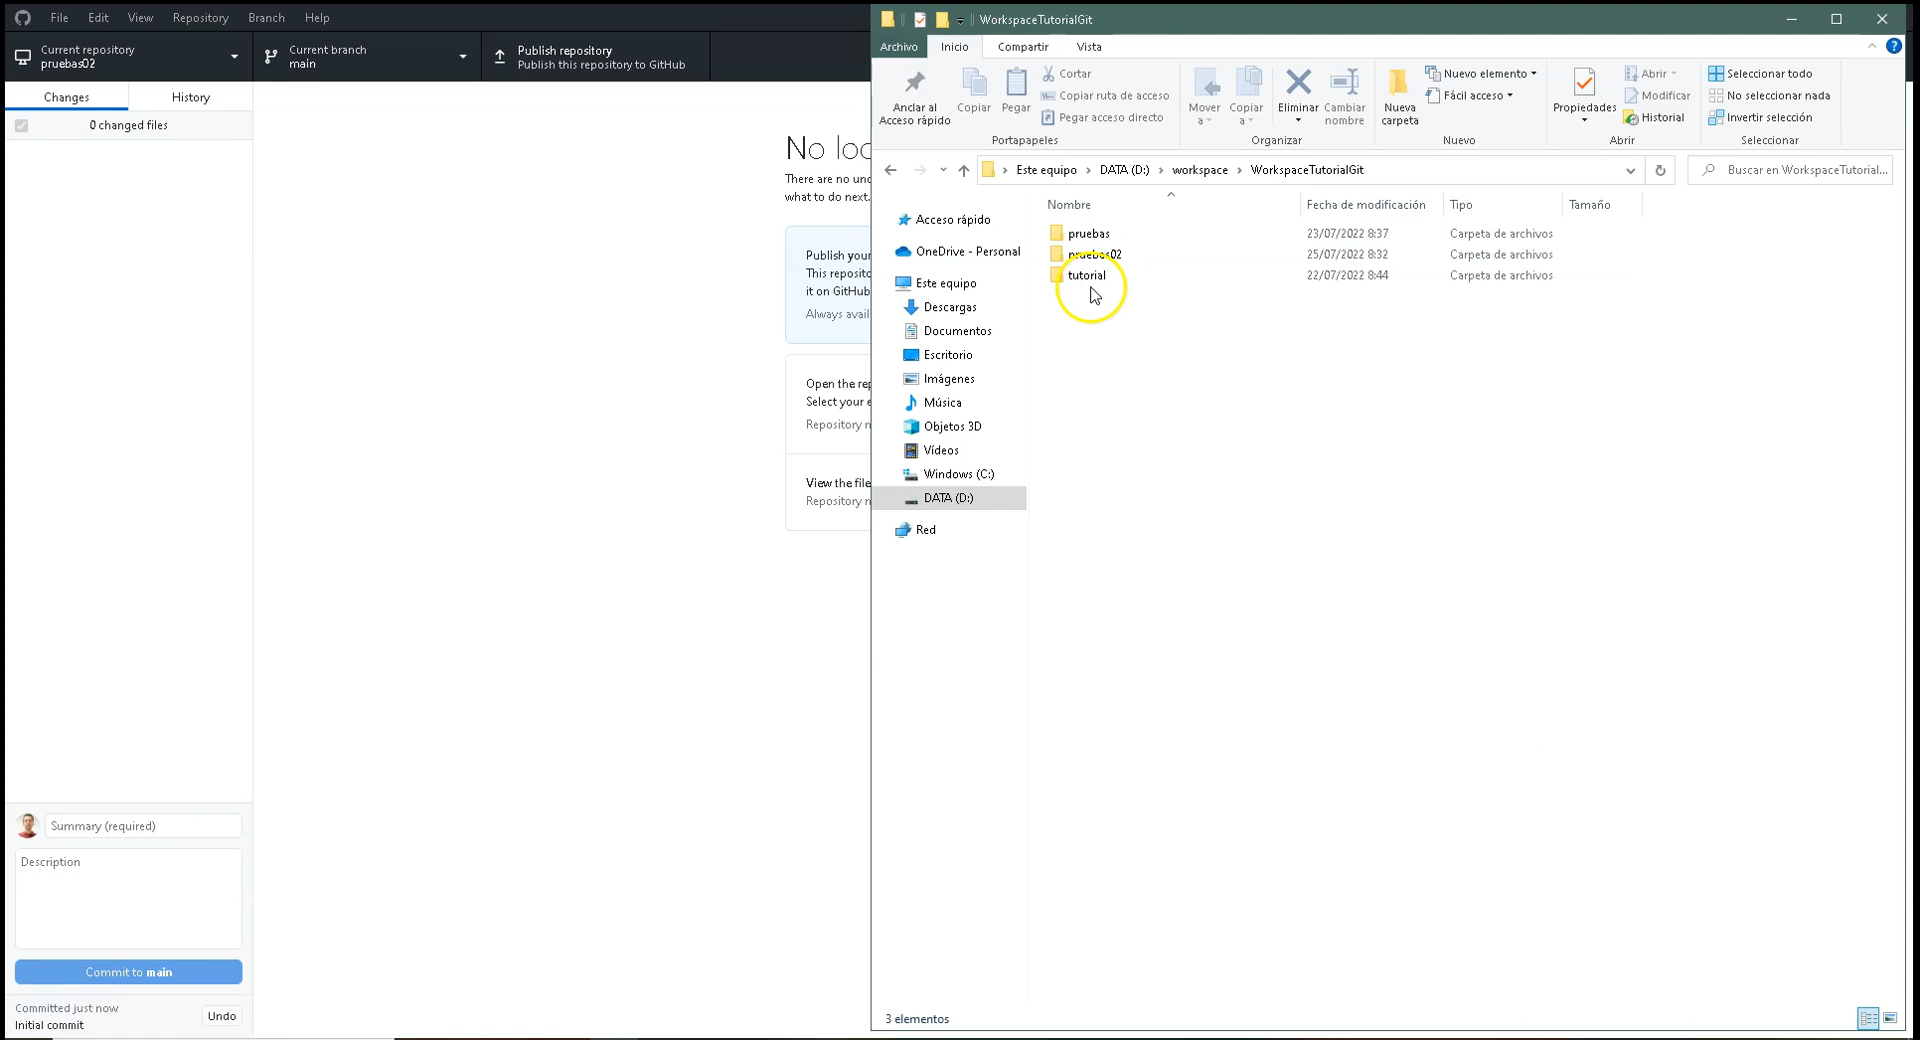 File Edit View Repository Branch Help
Current repository
pruebas02
Current branch
main
Publish repository
Publish this repository to GitHub
Changes History
0 changed files
No loc
There are no unc
what to do next.
Publish your
This reposito
it on GitHub
Always avail
Open the rep
Select your e
Repository n
View the file
Repository n
Summary (required)
Description
Commit to main
Committed just now
Initial commit
Undo
WorkspaceTutorialGit
Archivo Inicio Compartir Vista
Anclar al
Acceso rápido
Copiar
Pegar
Cortar
Copiar ruta de acceso
Pegar acceso directo
Portapapeles
Mover
a
Copiar
a
Eliminar
Cambiar
nombre
Organizar
Nueva
carpeta
Nuevo elemento
Fácil acceso
Nuevo
Propiedades
Abrir
Modificar
Historial
Abrir
Seleccionar todo
No seleccionar nada
Invertir selección
Seleccionar
Este equipo DATA (D:) workspace WorkspaceTutorialGit
Buscar en WorkspaceTutorial...
Acceso rápido
OneDrive - Personal
Este equipo
Descargas
Documentos
Escritorio
Imágenes
Música
Objetos 3D
Vídeos
Windows (C:)
DATA (D:)
Red
Nombre Fecha de modificación Tipo Tamaño
pruebas 23/07/2022 8:37 Carpeta de archivos
pruebas02 25/07/2022 8:32 Carpeta de archivos
tutorial 22/07/2022 8:44 Carpeta de archivos
3 elementos